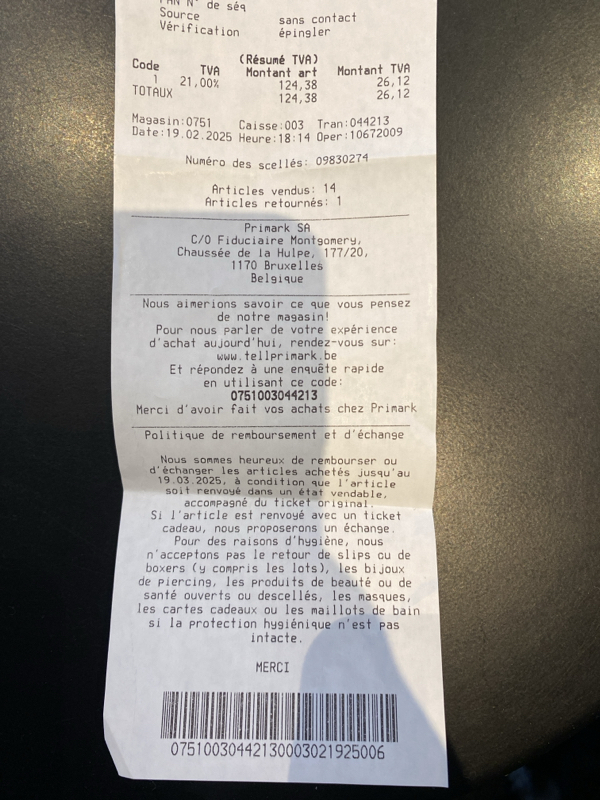 PAN N° de séq
Source sans contact
Vérification épingler
(Résumé TVA)
Code TVA Montant art Montant TVA
1 21,00% 124,38 26,12
TOTAUX 124,38 26,12
Magasin:0751 Caisse:003 Tran:044213
Date:19.02.2025 Heure:18:14 Oper:10672009
Numéro des scellés: 09830274
Articles vendus: 14
Articles retournés: 1
Primark SA
C/O Fiduciaire Montgomery,
Chaussée de la Hulpe, 177/20,
1170 Bruxelles
Belgique
Nous aimerions savoir ce que vous pensez
de notre magasin!
Pour nous parler de votre expérience
d'achat aujourd'hui, rendez-vous sur:
www.tellprimark.be
Et répondez à une enquête rapide
en utilisant ce code:
0751003044213
Merci d'avoir fait vos achats chez Primark
Politique de remboursement et d'échange
Nous sommes heureux de rembourser ou
d'échanger les articles achetés jusqu'au
19.03.2025, à condition que l'article
soit renvoyé dans un état vendable,
accompagné du ticket original.
Si l'article est renvoyé avec un ticket
cadeau, nous proposerons un échange.
Pour des raisons d'hygiène, nous
n'acceptons pas le retour de slips ou de
boxers (y compris les lots), les bijoux
de piercing, les produits de beauté ou de
santé ouverts ou descellés, les masques,
les cartes cadeaux ou les maillots de bain
si la protection hygiénique n'est pas
intacte.
MERCI
07510030442130003021925006